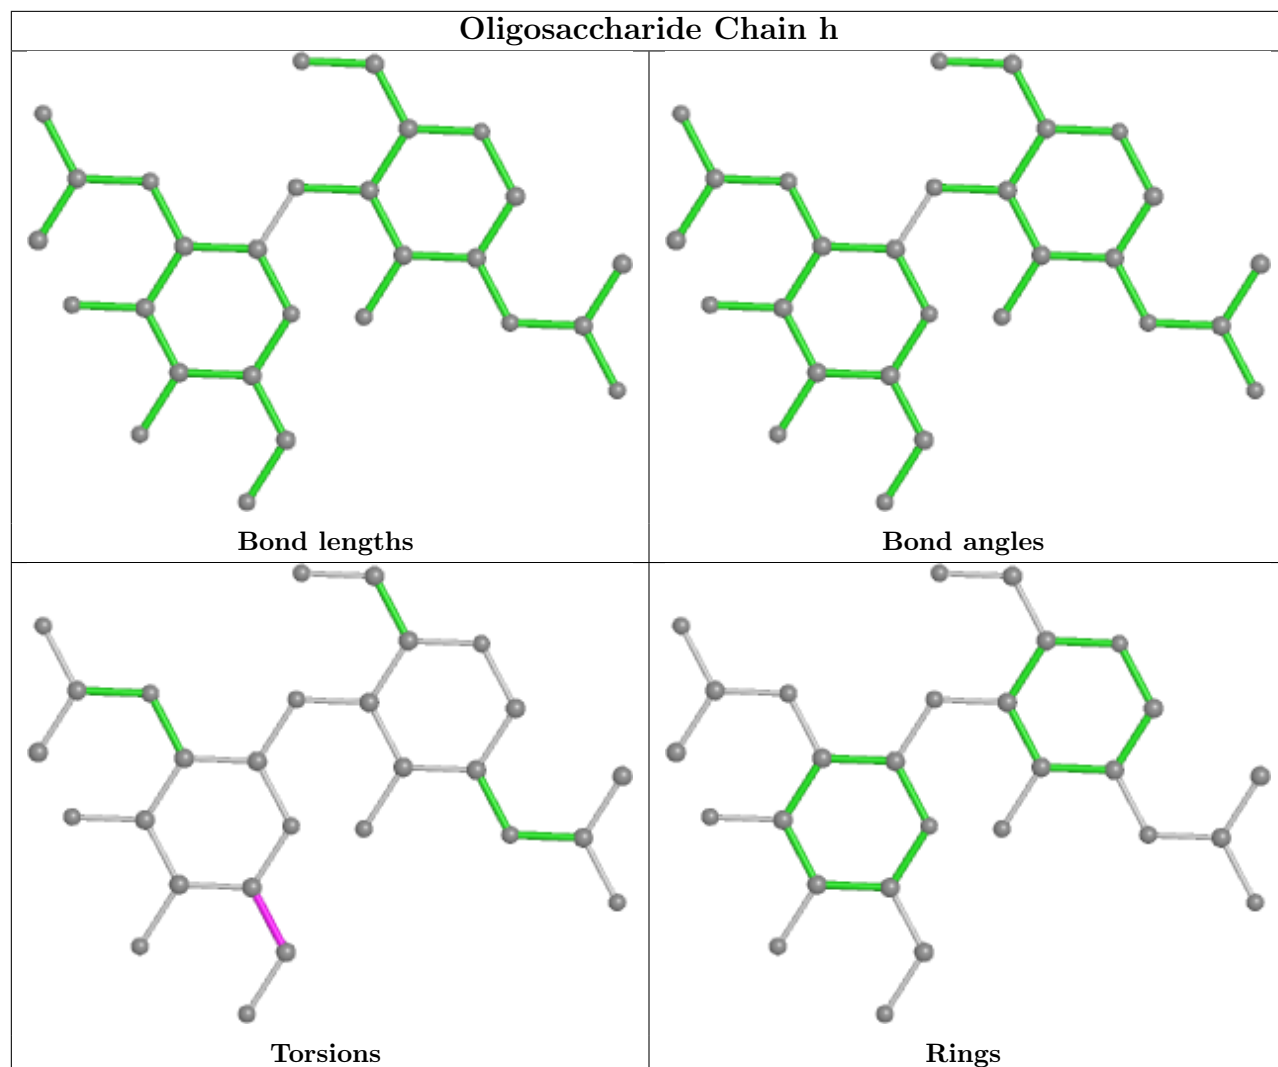 Oligosaccharide Chain h
Bond lengths
Bond angles
Torsions
Rings